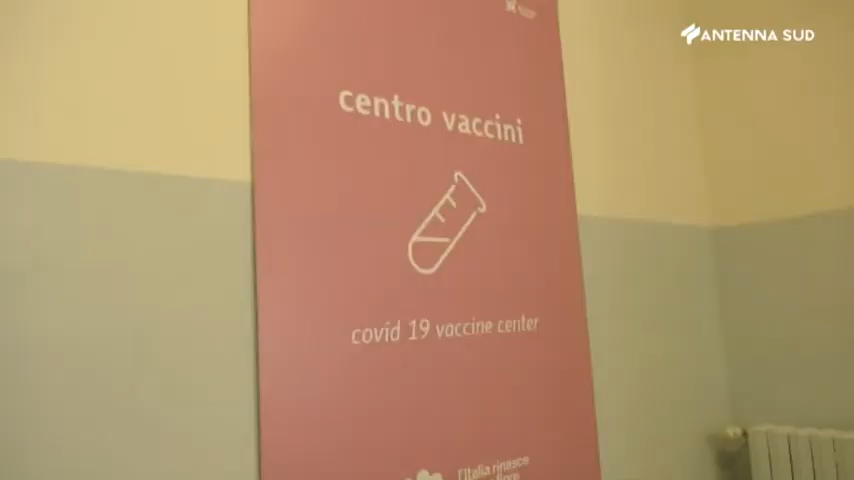 ANTENNA SUD
centro vaccini
covid 19 vaccine center
l'Italia rinasce